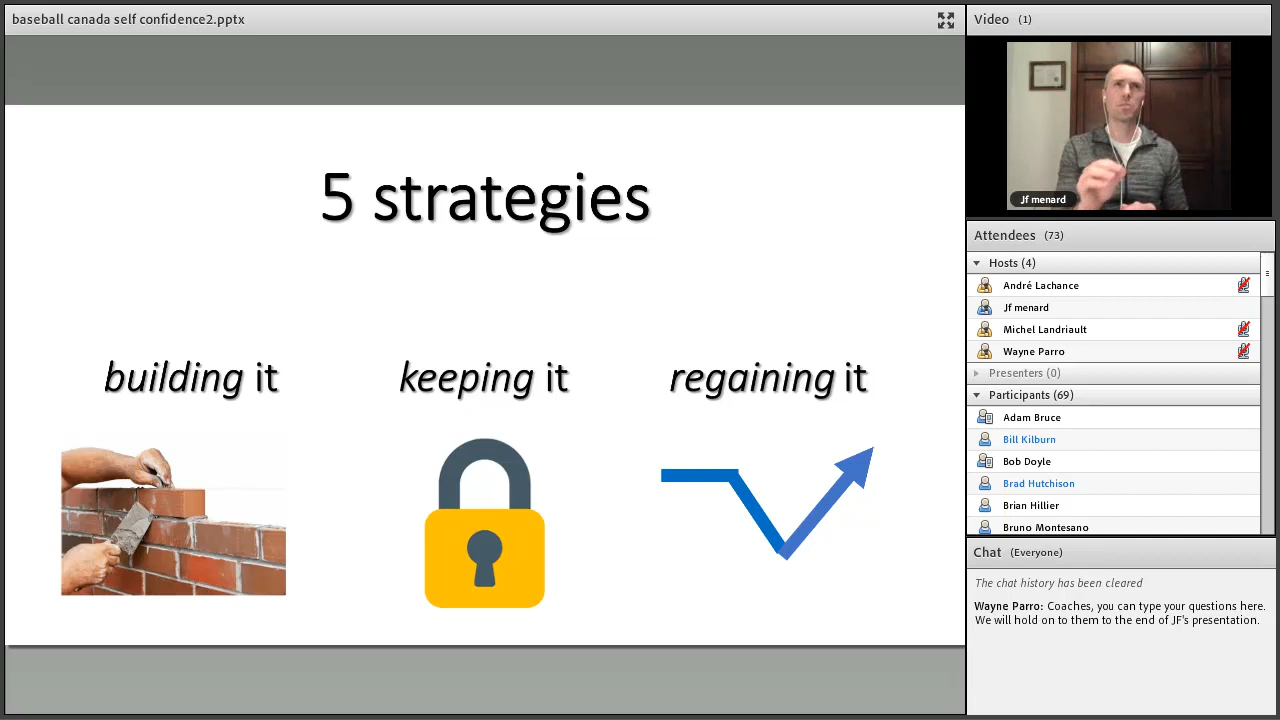 baseball canada self confidence2.pptx
5 strategies
building it
keeping it
regaining it
Video (1)
Jf menard
Attendees (73)
Hosts (4)
André Lachance
Jf menard
Michel Landriault
Wayne Parro
Presenters (0)
Participants (69)
Adam Bruce
Bill Kilburn
Bob Doyle
Brad Hutchison
Brian Hillier
Bruno Montesano
Chat (Everyone)
The chat history has been cleared
Wayne Parro: Coaches, you can type your questions here.
We will hold on to them to the end of JF's presentation.